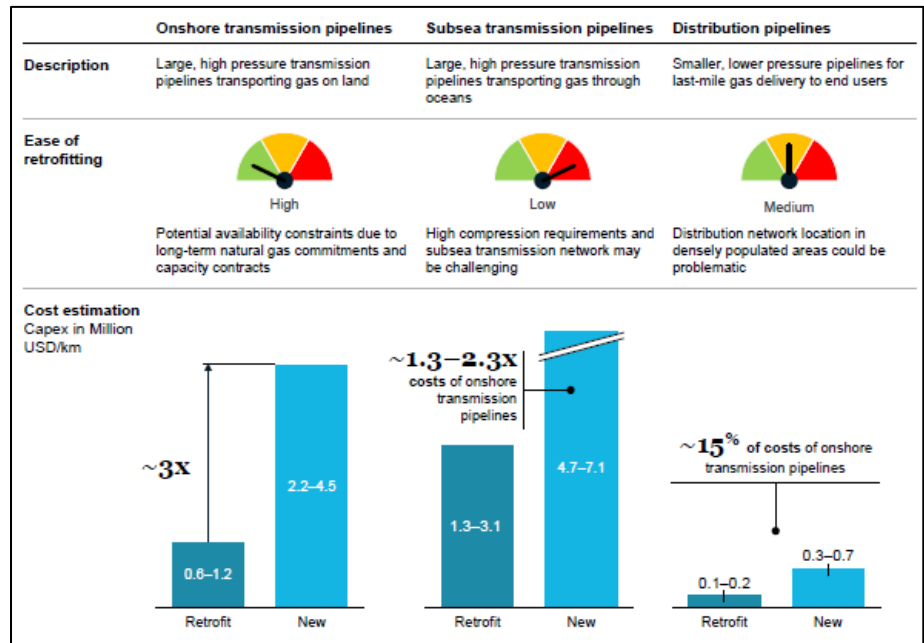 Onshore transmission pipelines
Subsea transmission pipelines
Distribution pipelines
Description
Large, high pressure transmission
pipelines transporting gas on land
Large, high pressure transmission
pipelines transporting gas through
oceans
Smaller, lower pressure pipelines for
last-mile gas delivery to end users
Ease of
retrofitting
High
Low
Medium
Potential availability constraints due to
long-term natural gas commitments and
capacity contracts
High compression requirements and
subsea transmission network may
be challenging
Distribution network location in
densely populated areas could be
problematic
Cost estimation
Capex in Million
USD/km
~3x
0.6–1.2
2.2–4.5
Retrofit
New
~1.3–2.3x
costs of onshore
transmission
pipelines
1.3–3.1
4.7–7.1
Retrofit
New
~15% of costs of onshore
transmission pipelines
0.1–0.2
0.3–0.7
Retrofit
New